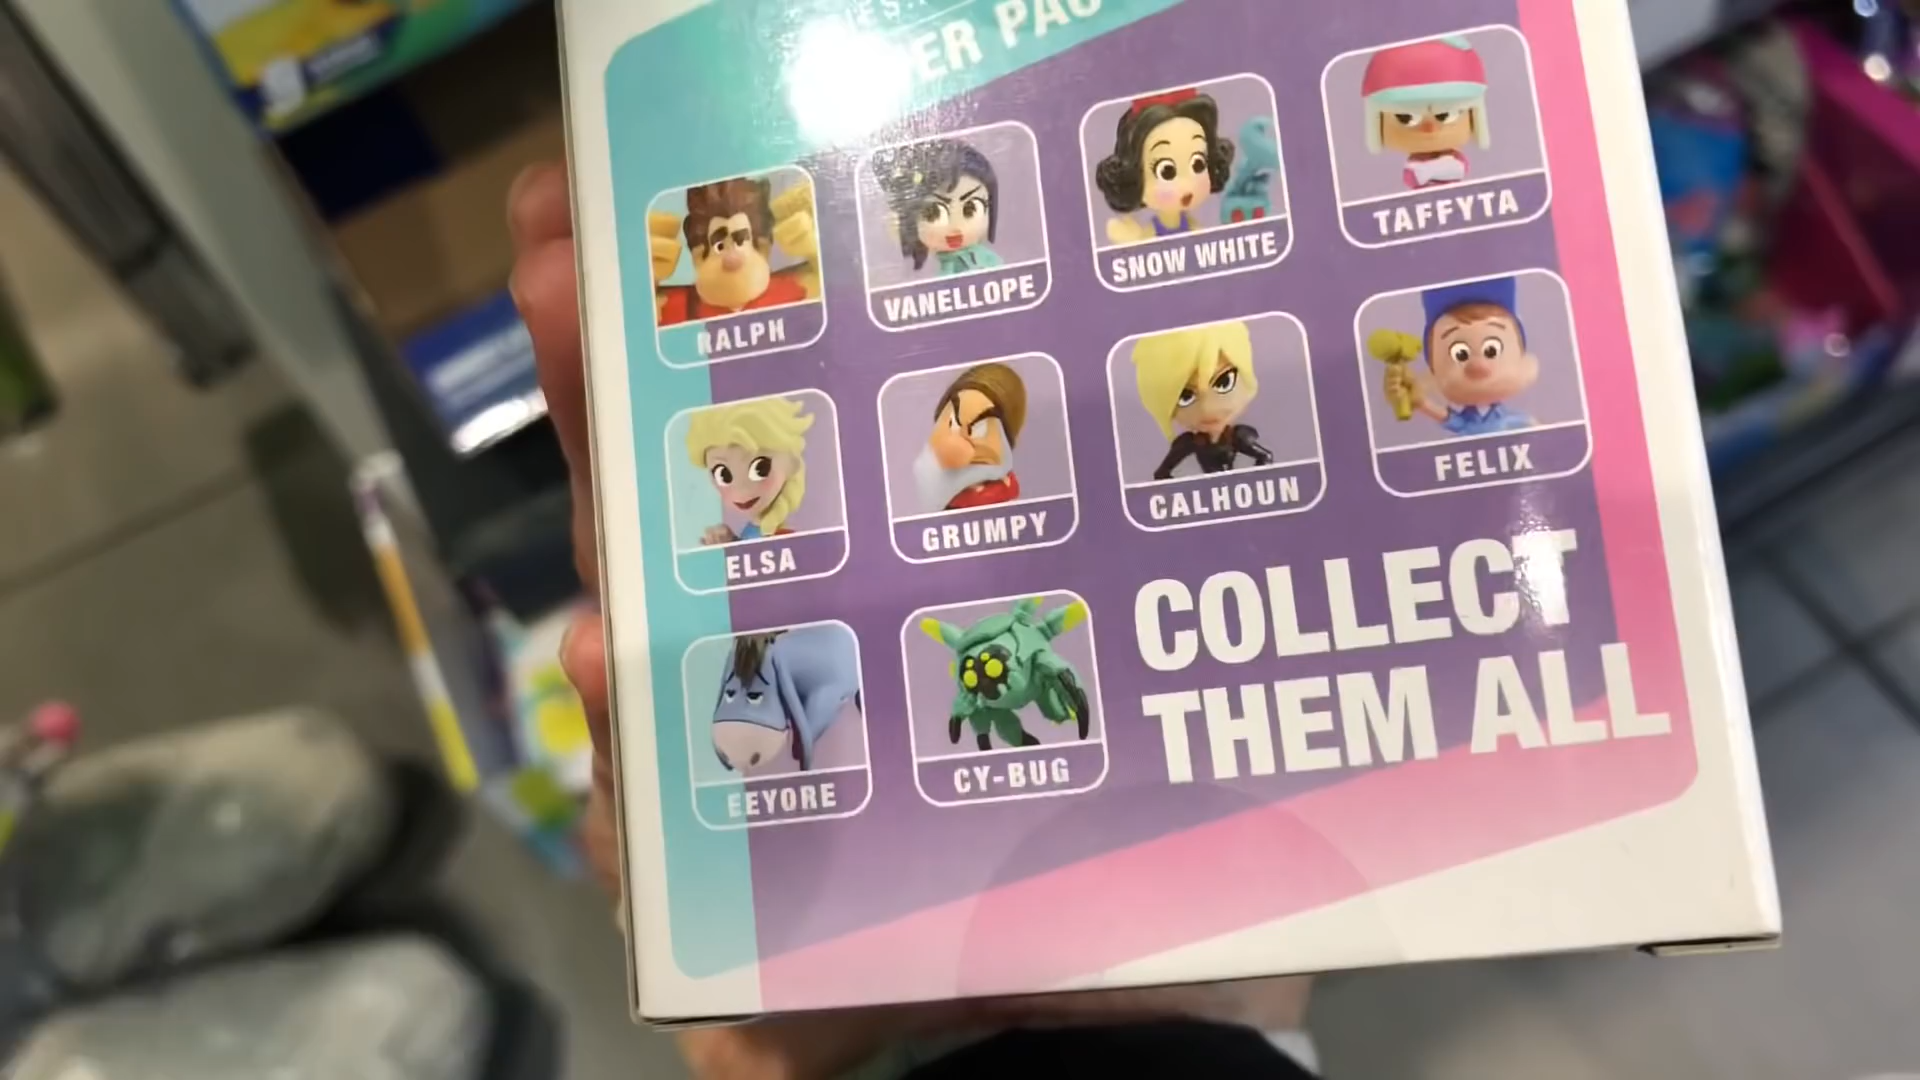 RALPH
VANELLOPE
SNOW WHITE
TAFFYTA
ELSA
GRUMPY
CALHOUN
FELIX
EEYORE
CY-BUG
COLLECT
THEM ALL